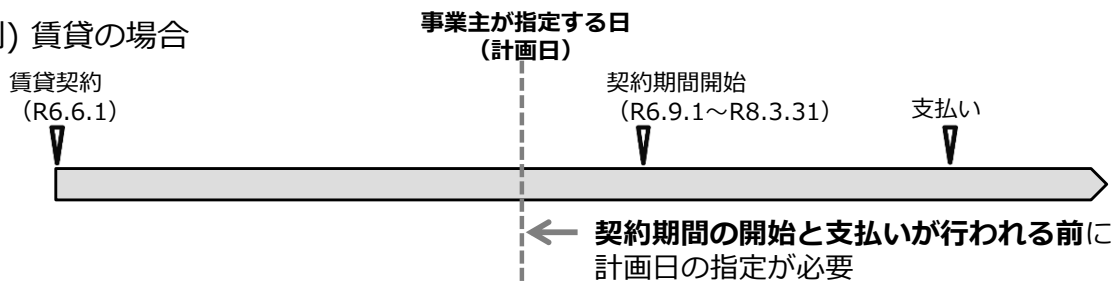 ) 賃貸の場合
事業主が指定する日
（計画日）
賃貸契約
（R6.6.1）
契約期間開始
（R6.9.1～R8.3.31）
支払い
契約期間の開始と支払いが行われる前に
計画日の指定が必要